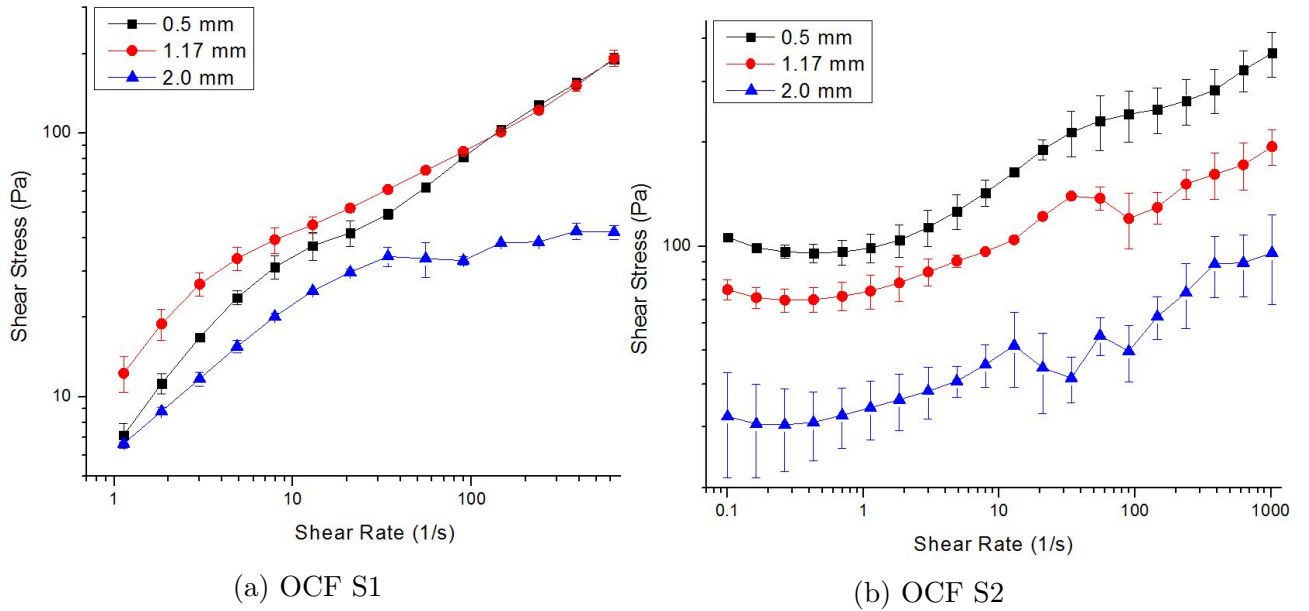 0.5 mm
1.17 mm
2.0 mm
100
10
Shear Stress (Pa)
1
10
100
Shear Rate (1/s)
(a) OCF S1
0.5 mm
1.17 mm
2.0 mm
100
Shear Stress (Pa)
0.1
1
10
100
1000
Shear Rate (1/s)
(b) OCF S2